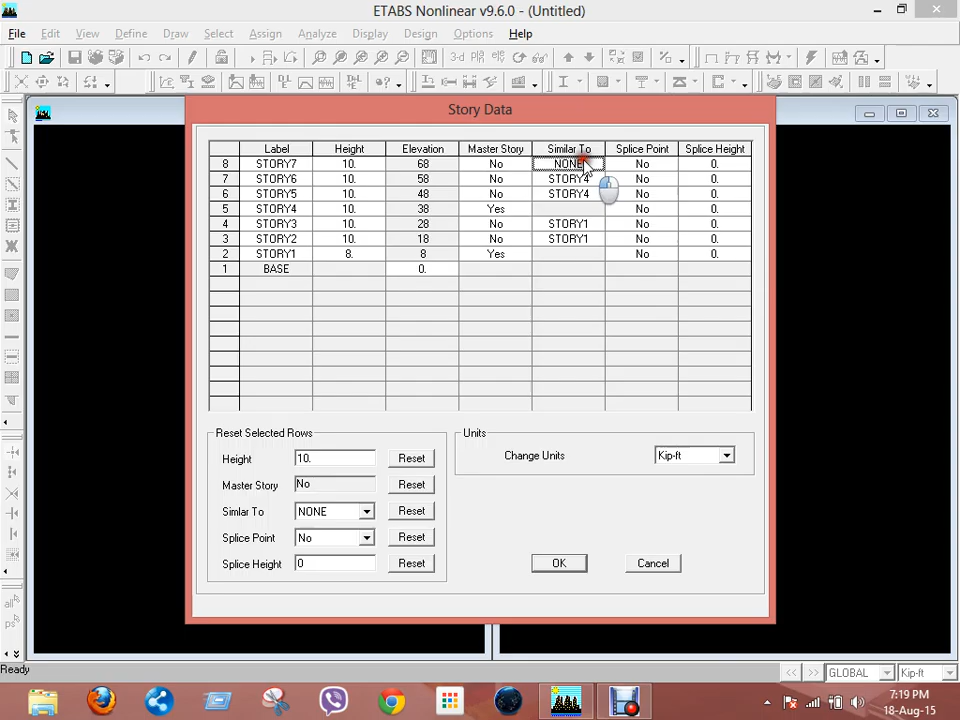 ETABS Nonlinear v9.6.0 - (Untitled)
File Edit View Define Draw Select Assign Analyze Display Design Options Help
Story Data
Label Height Elevation Master Story Similar To Splice Point Splice Height
8 STORY7 10. 68 No NONE No 0.
7 STORY6 10. 58 No STORY4 No 0.
6 STORY5 10. 48 No STORY4 No 0.
5 STORY4 10. 38 Yes No 0.
4 STORY3 10. 28 No STORY1 No 0.
3 STORY2 10. 18 No STORY1 No 0.
2 STORY1 8. 8 Yes No 0.
1 BASE 0.
Reset Selected Rows
Height 10. Reset
Master Story No Reset
Simlar To NONE Reset
Splice Point No Reset
Splice Height 0 Reset
Units
Change Units Kip-ft
OK Cancel
all
ps
Ready
GLOBAL Kip-ft
7:19 PM
18-Aug-15